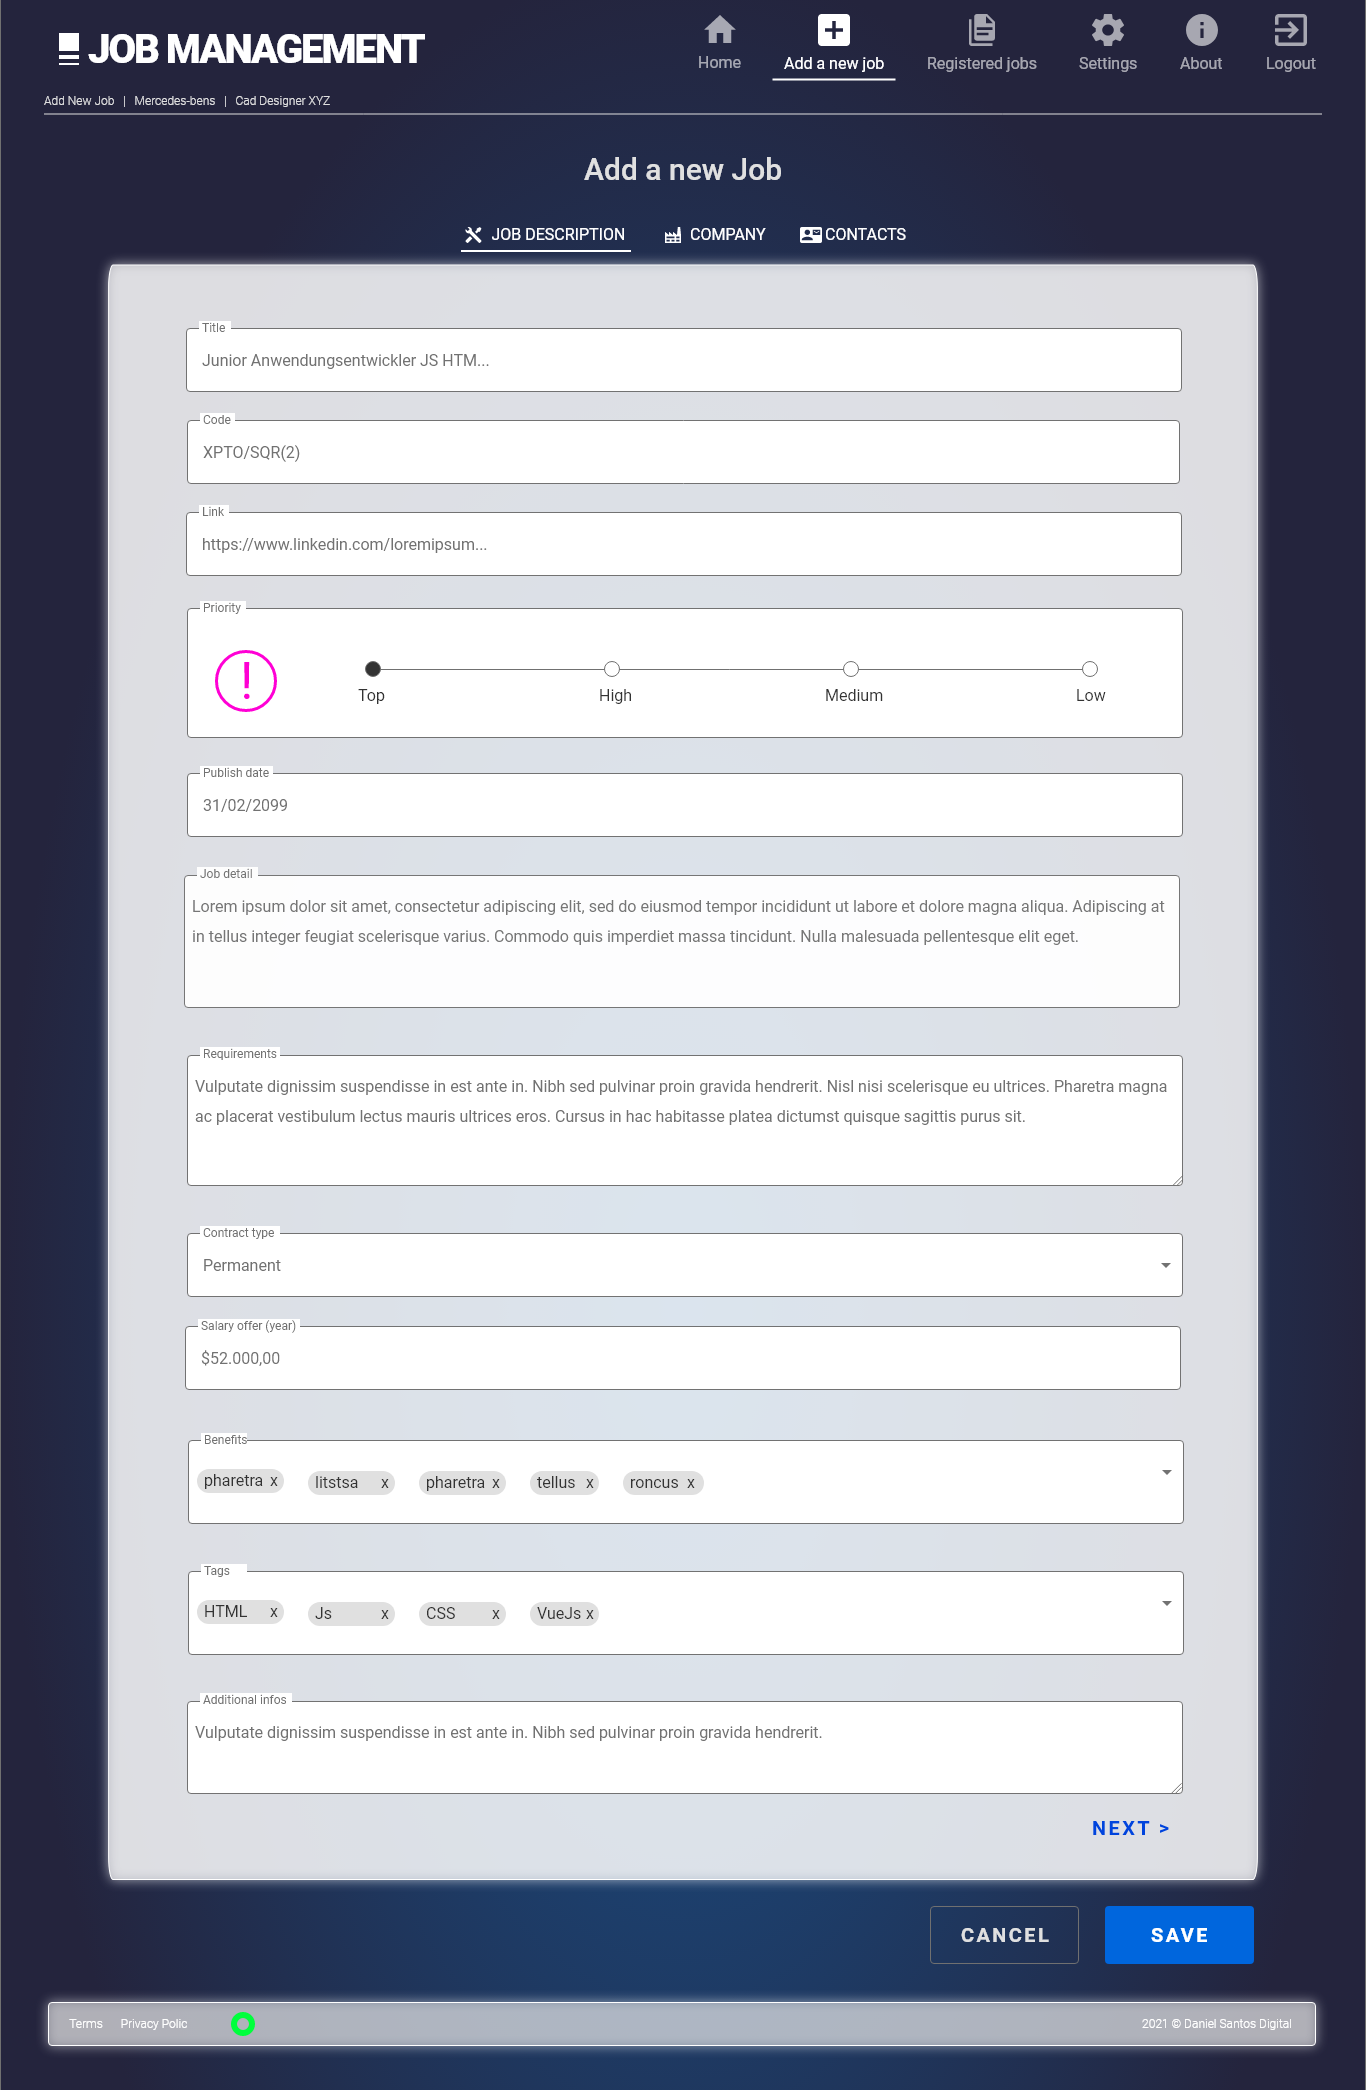 JOB MANAGEMENT
Home
Add a new job
Registered jobs
Settings
About
Logout
Add New Job | Mercedes-bens | Cad Designer XYZ
Add a new Job
JOB DESCRIPTION
COMPANY
CONTACTS
Title
Junior Anwendungsentwickler JS HTM...
Code
XPTO/SQR(2)
Link
https://www.linkedin.com/loremipsum...
Priority
!
Top
High
Medium
Low
Publish date
31/02/2099
Job detail
Lorem ipsum dolor sit amet, consectetur adipiscing elit, sed do eiusmod tempor incididunt ut labore et dolore magna aliqua. Adipiscing at
in tellus integer feugiat scelerisque varius. Commodo quis imperdiet massa tincidunt. Nulla malesuada pellentesque elit eget.
Requirements
Vulputate dignissim suspendisse in est ante in. Nibh sed pulvinar proin gravida hendrerit. Nisl nisi scelerisque eu ultrices. Pharetra magna
ac placerat vestibulum lectus mauris ultrices eros. Cursus in hac habitasse platea dictumst quisque sagittis purus sit.
Contract type
Permanent
Salary offer (year)
$52.000,00
Benefits
pharetra x
litstsa x
pharetra x
tellus x
roncus x
Tags
HTML x
Js x
CSS x
VueJs x
Additional infos
Vulputate dignissim suspendisse in est ante in. Nibh sed pulvinar proin gravida hendrerit.
NEXT >
CANCEL
SAVE
Terms
Privacy Polic
2021 © Daniel Santos Digital